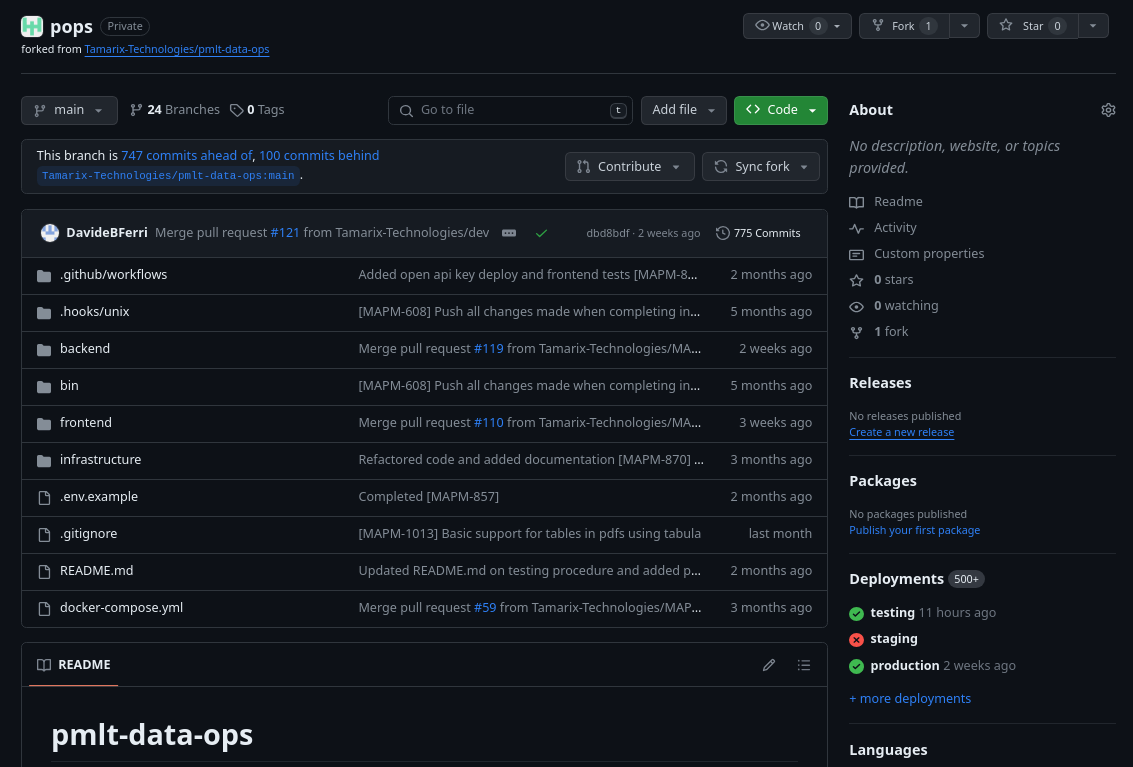 pops Private
Watch 0
Fork 1
Star 0
forked from Tamarix-Technologies/pmlt-data-ops
main
24 Branches
0 Tags
Go to file
t
Add file
Code
This branch is 747 commits ahead of, 100 commits behind
Tamarix-Technologies/pmlt-data-ops:main .
Contribute
Sync fork
DavideBFerri Merge pull request #121 from Tamarix-Technologies/dev
dbd8bdf · 2 weeks ago
775 Commits
.github/workflows Added open api key deploy and frontend tests [MAPM-8... 2 months ago
.hooks/unix [MAPM-608] Push all changes made when completing in... 5 months ago
backend Merge pull request #119 from Tamarix-Technologies/MA... 2 weeks ago
bin [MAPM-608] Push all changes made when completing in... 5 months ago
frontend Merge pull request #110 from Tamarix-Technologies/MA... 3 weeks ago
infrastructure Refactored code and added documentation [MAPM-870] ... 3 months ago
.env.example Completed [MAPM-857] 2 months ago
.gitignore [MAPM-1013] Basic support for tables in pdfs using tabula last month
README.md Updated README.md on testing procedure and added p... 2 months ago
docker-compose.yml Merge pull request #59 from Tamarix-Technologies/MAP... 3 months ago
README
pmlt-data-ops
About
No description, website, or topics
provided.
Readme
Activity
Custom properties
0 stars
0 watching
1 fork
Releases
No releases published
Create a new release
Packages
No packages published
Publish your first package
Deployments 500+
testing 11 hours ago
staging
production 2 weeks ago
+ more deployments
Languages